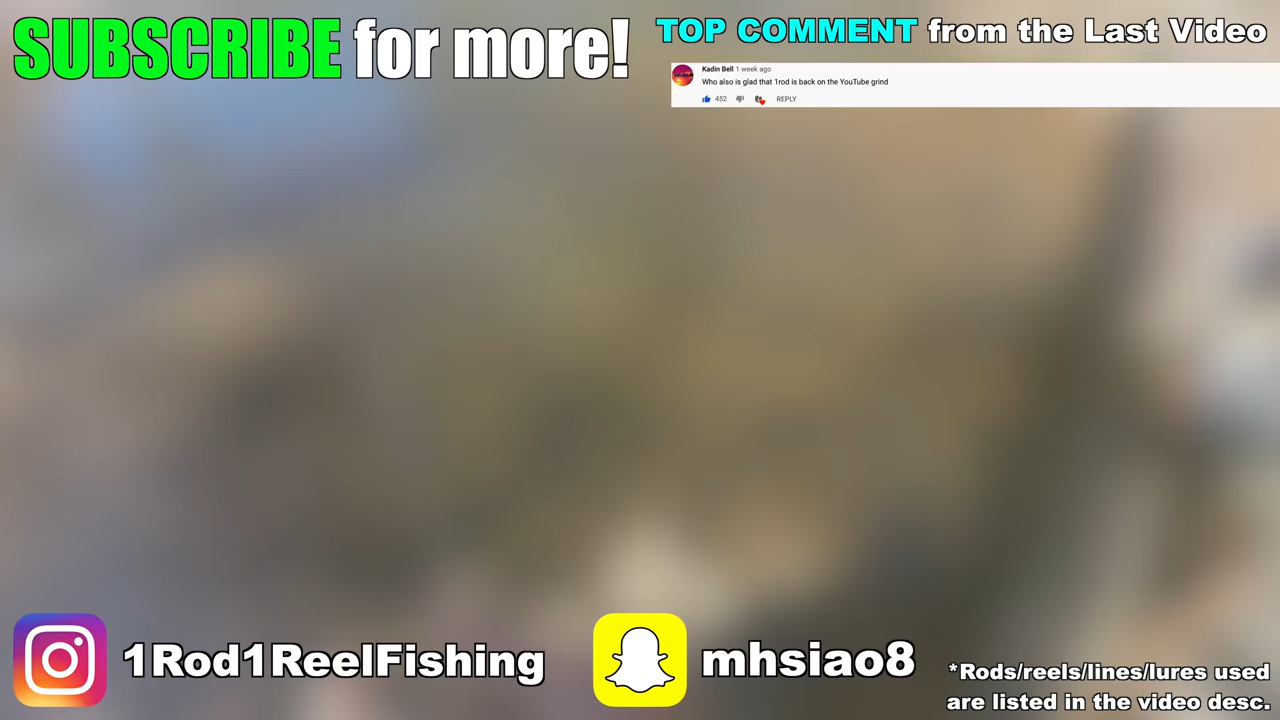 SUBSCRIBE for more!
TOP COMMENT from the Last Video
Kadin Bell 1 week ago
Who also is glad that 1rod is back on the YouTube grind
452 REPLY
1Rod1ReelFishing
mhsiao8
*Rods/reels/lines/lures used
are listed in the video desc.